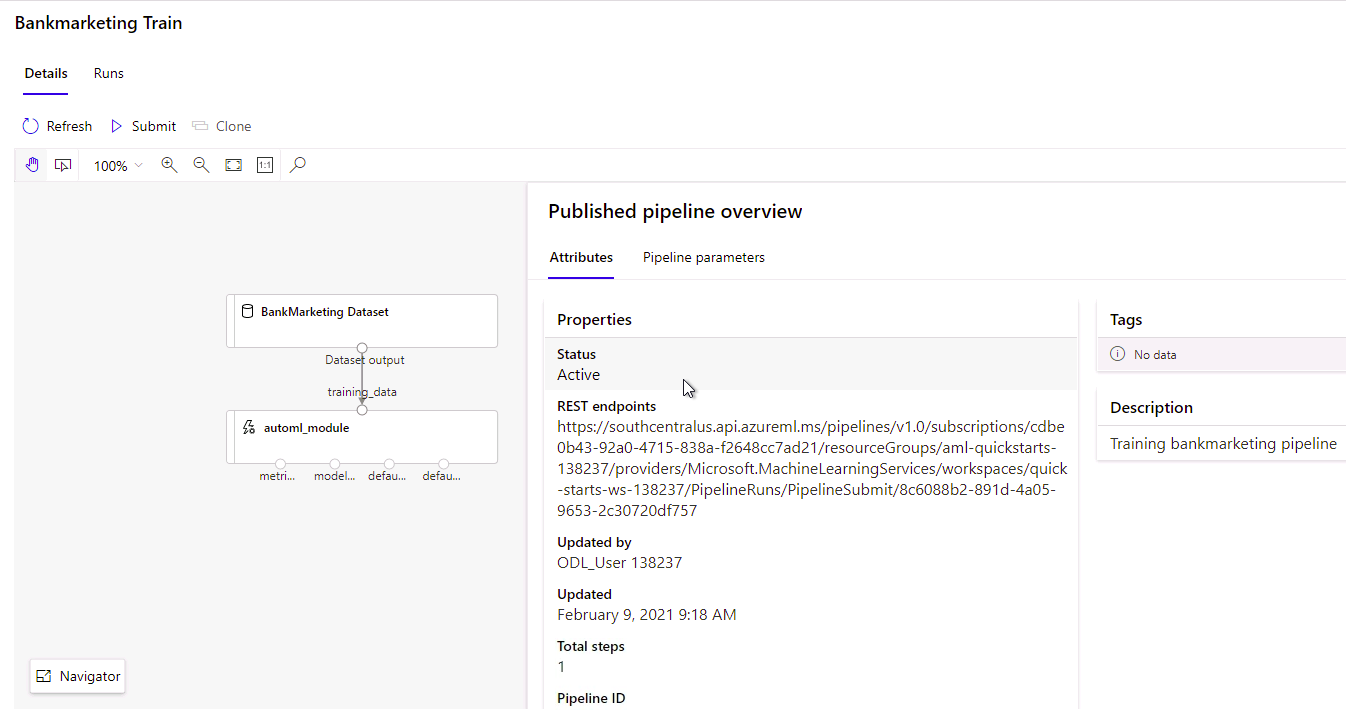 Bankmarketing Train
Details Runs
Refresh Submit Clone
100% 1:1
BankMarketing Dataset
Dataset output
training_data
automl_module
metri... model... defau... defau...
Navigator
Published pipeline overview
Attributes Pipeline parameters
Properties
Status
Active
REST endpoints
https://southcentralus.api.azureml.ms/pipelines/v1.0/subscriptions/cdbe
0b43-92a0-4715-838a-f2648cc7ad21/resourceGroups/aml-quickstarts-
138237/providers/Microsoft.MachineLearningServices/workspaces/quick
-starts-ws-138237/PipelineRuns/PipelineSubmit/8c6088b2-891d-4a05-
9653-2c30720df757
Updated by
ODL_User 138237
Updated
February 9, 2021 9:18 AM
Total steps
1
Pipeline ID
Tags
No data
Description
Training bankmarketing pipeline